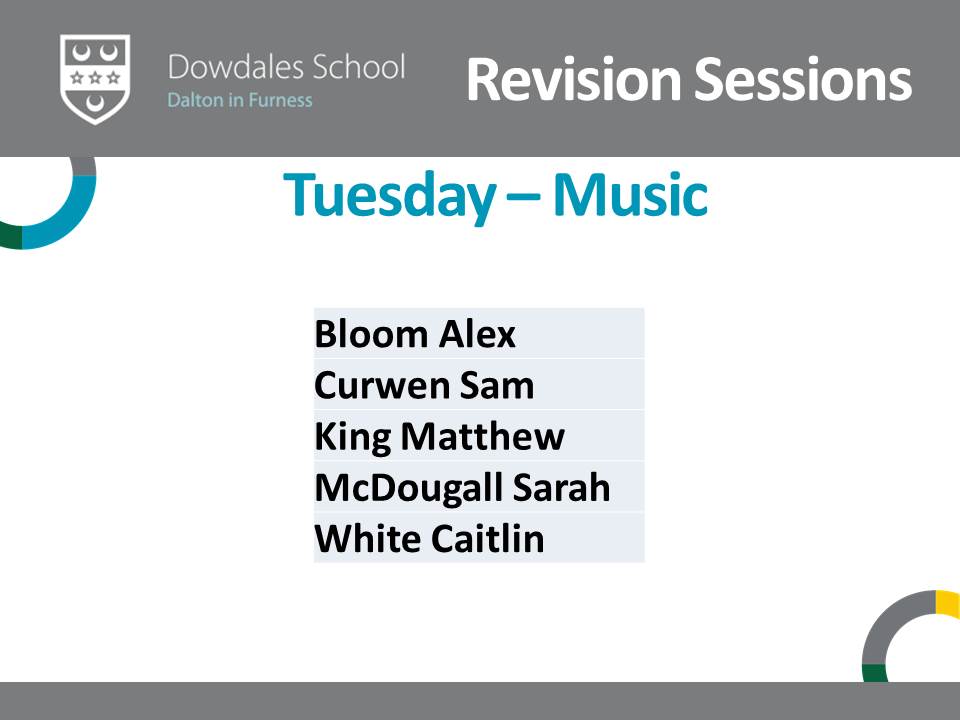 Dowdales School
Dalton in Furness
Revision Sessions
Tuesday – Music
Bloom Alex
Curwen Sam
King Matthew
McDougall Sarah
White Caitlin